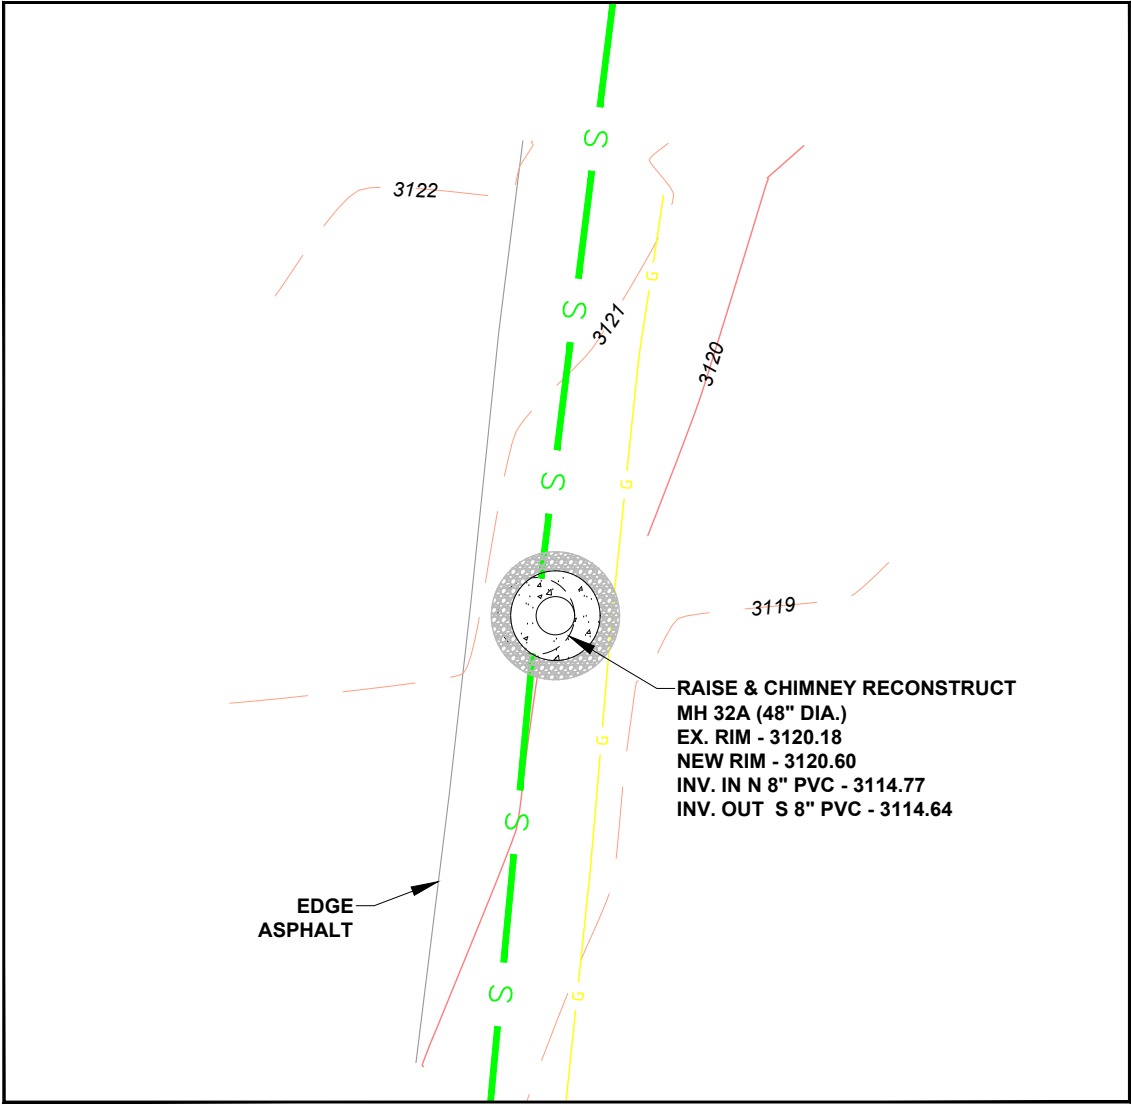 S
3122
S
3121
G
3120
S
G
3119
RAISE & CHIMNEY RECONSTRUCT
MH 32A (48" DIA.)
EX. RIM - 3120.18
NEW RIM - 3120.60
INV. IN N 8" PVC - 3114.77
INV. OUT  S 8" PVC - 3114.64
G
S
EDGE
ASPHALT
S
G